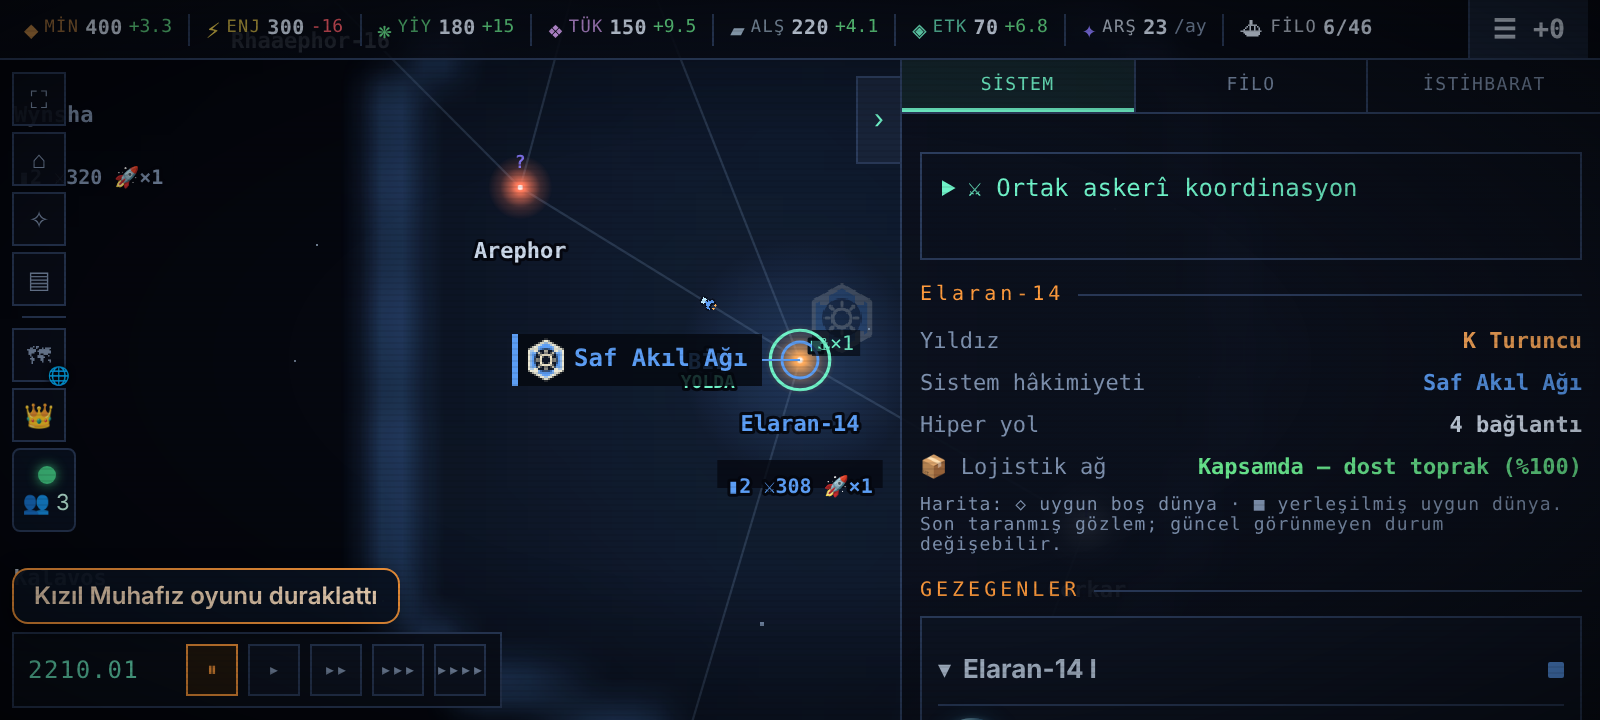 MİN 400 +3.3 ENJ 300 -16 YİY 180 +15 TÜK 150 +9.5 ALŞ 220 +4.1 ETK 70 +6.8 ARŞ 23 /ay FİLO 6/46 ☰ +0
Rhaaephor-16
SİSTEM FİLO İSTİHBARAT
Wynsha
›
?
320 🚀×1
▶ ⚔ Ortak askerî koordinasyon
Arephor
Elaran-14
Yıldız K Turuncu
×1
Saf Akıl Ağı
YOLDA
Sistem hâkimiyeti Saf Akıl Ağı
Elaran-14
Hiper yol 4 bağlantı
📦 Lojistik ağ Kapsamda — dost toprak (%100)
▮2 ⚔308 🚀×1
👥 3
Harita: ◇ uygun boş dünya · ■ yerleşilmiş uygun dünya.
Son taranmış gözlem; güncel görünmeyen durum
değişebilir.
GEZEGENLER
Kızıl Muhafız oyunu duraklattı
2210.01
▼ Elaran-14 I